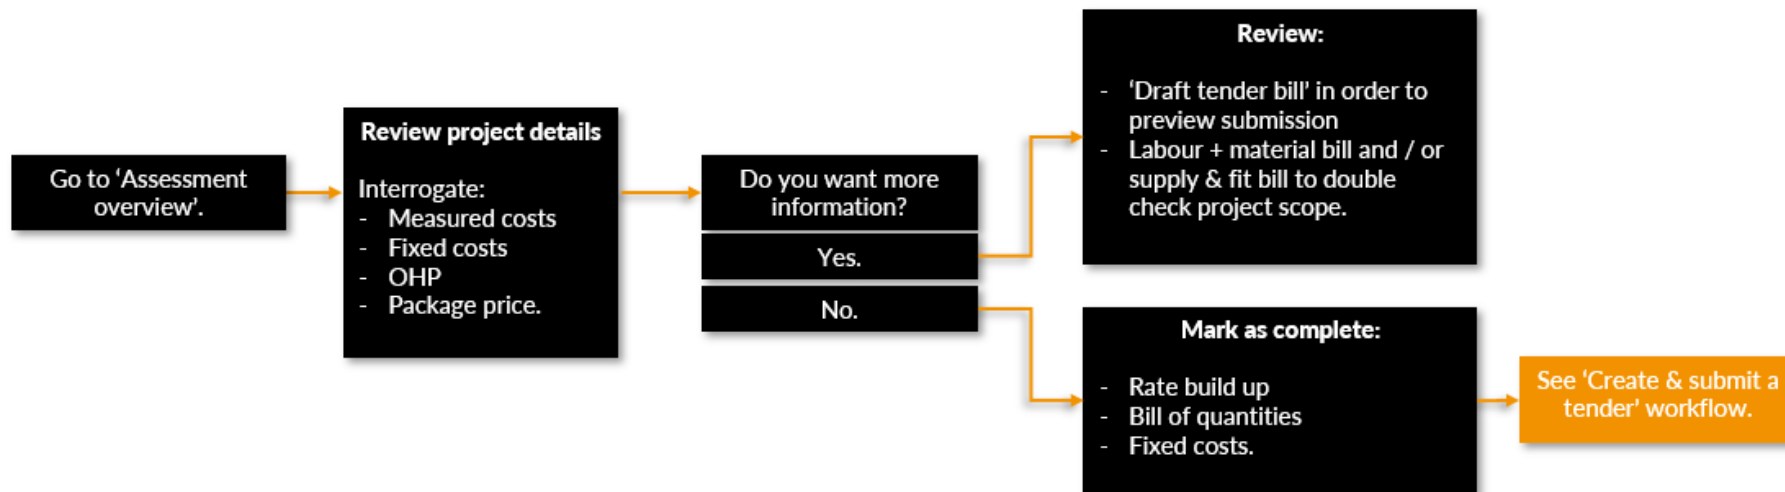 Go to ‘Assessment
overview’.
Review project details
Interrogate:
- Measured costs
- Fixed costs
- OHP
- Package price.
Do you want more
information?
Yes.
No.
Review:
- ‘Draft tender bill’ in order to
preview submission
- Labour + material bill and / or
supply & fit bill to double
check project scope.
Mark as complete:
- Rate build up
- Bill of quantities
- Fixed costs.
See ‘Create & submit a
tender’ workflow.